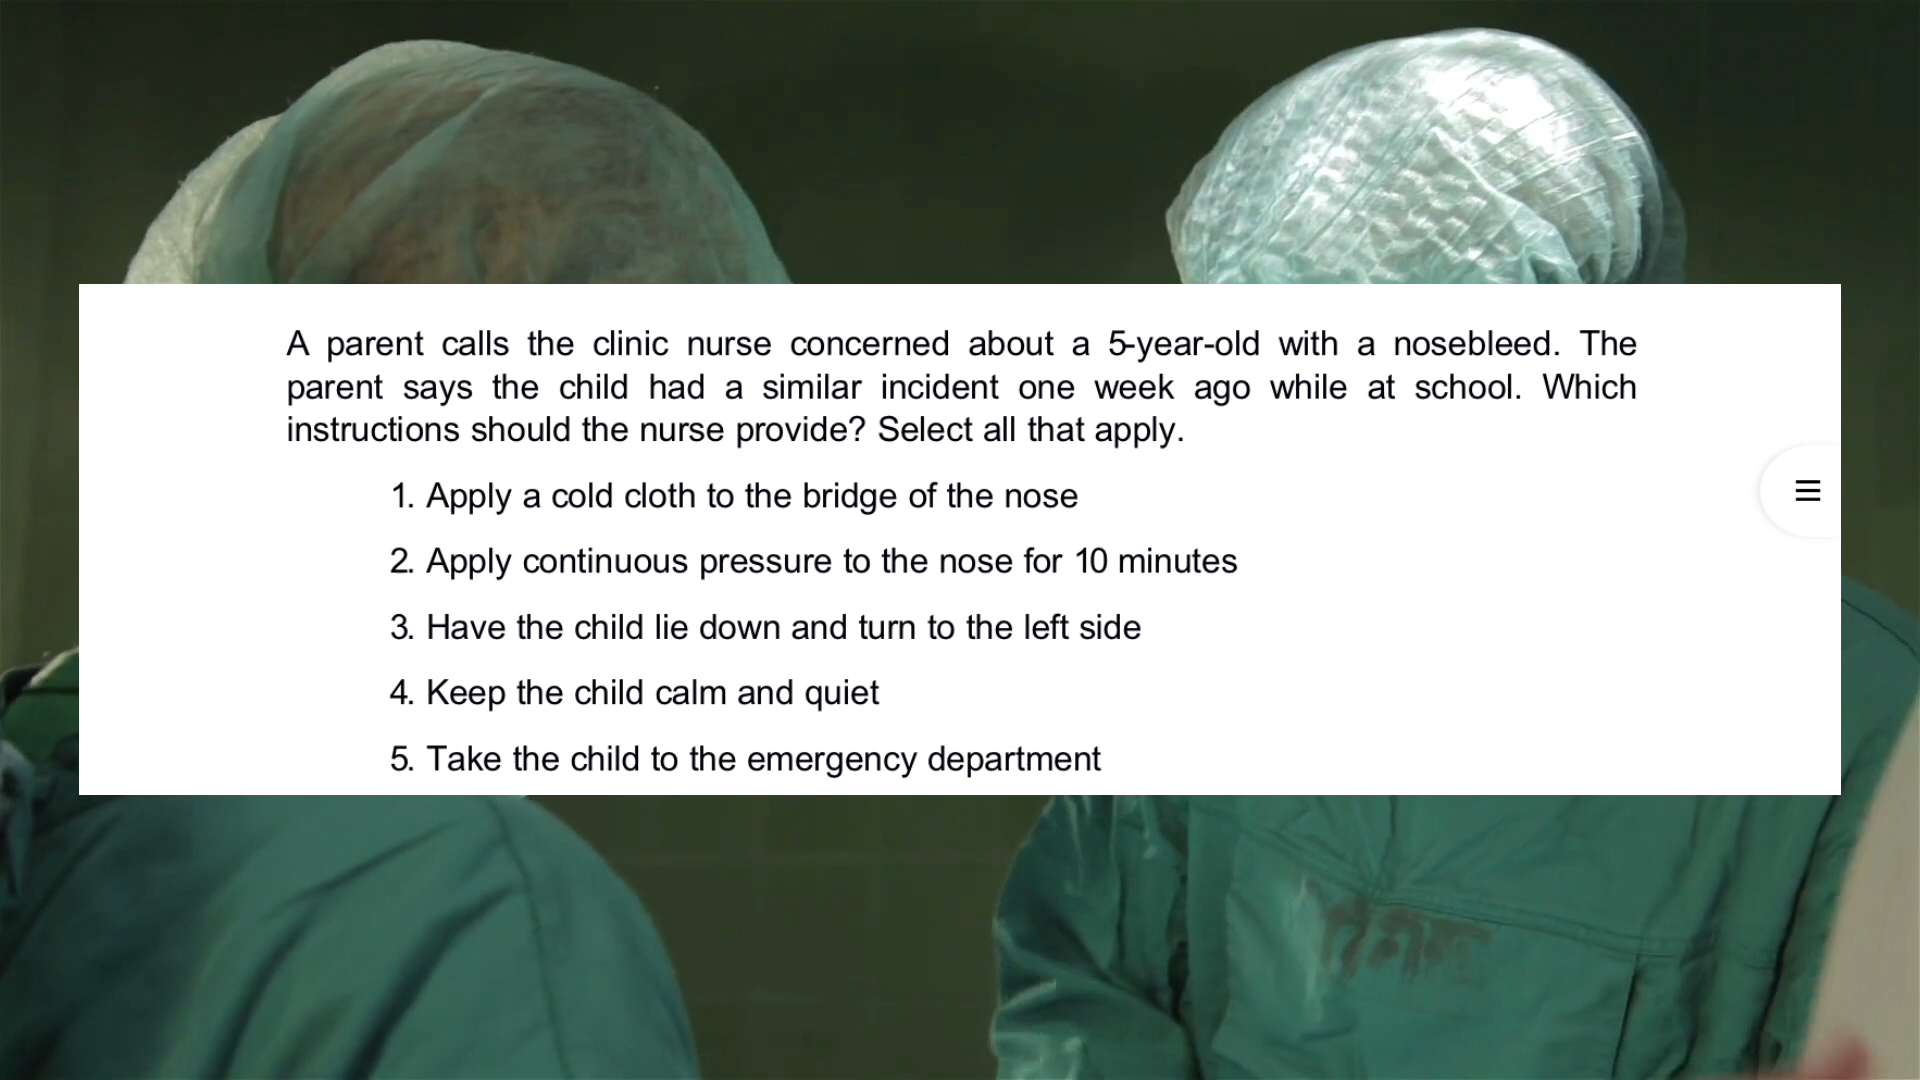 A parent calls the clinic nurse concerned about a 5-year-old with a nosebleed. The
parent says the child had a similar incident one week ago while at school. Which
instructions should the nurse provide? Select all that apply.
1. Apply a cold cloth to the bridge of the nose
2. Apply continuous pressure to the nose for 10 minutes
3. Have the child lie down and turn to the left side
4. Keep the child calm and quiet
5. Take the child to the emergency department